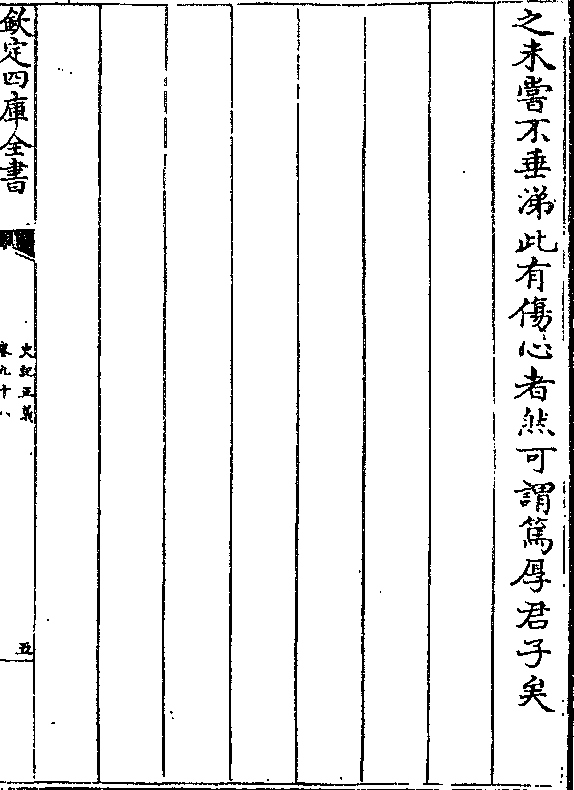 之未嘗不垂涕此有傷心者然可謂篤厚君子矣
欽定四庫全書
史記正義
卷九十八
五